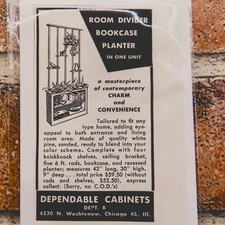 ROOM DIVIDER
BOOKCASE
PLANTER
IN ONE UNIT
a masterpiece
of contemporary
CHARM
and
CONVENIENCE
Tailored to fit any
type home, adding eye-
appeal to both entrance and living
room area. Made of quality white
pine, sanded, ready to blend into your
color scheme. Complete with four
knickknock shelves, ceiling bracket,
five 6 ft. rods, bookcase, and recessed
planter; measures 42" long, 30" high,
9" deep . . . total price $59.50 (without
rods and shelves, $52.50), express
collect. (Sorry, no C.O.D.'s)
DEPENDABLE CABINETS
DEPT. B
6230 N. Washtenaw, Chicago 45, Ill.